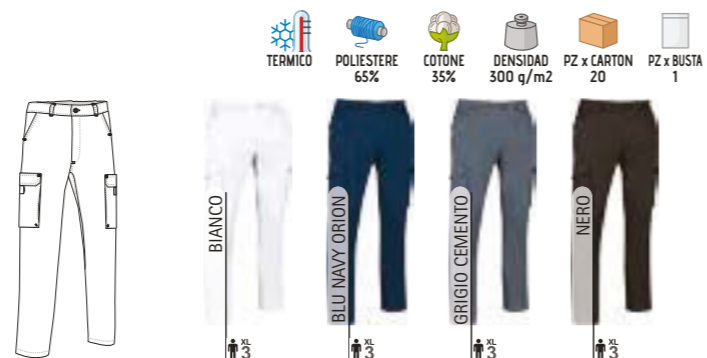 TERMICO
POLIESTERE
65%
COTONE
35%
DENSIDAD
300 g/m2
PZ x CARTON
20
PZ x BUSTA
1
BIANCO
BLU NAVY ORION
GRIGIO CEMENTO
NERO
XL
3
XL
3
XL
3
XL
3